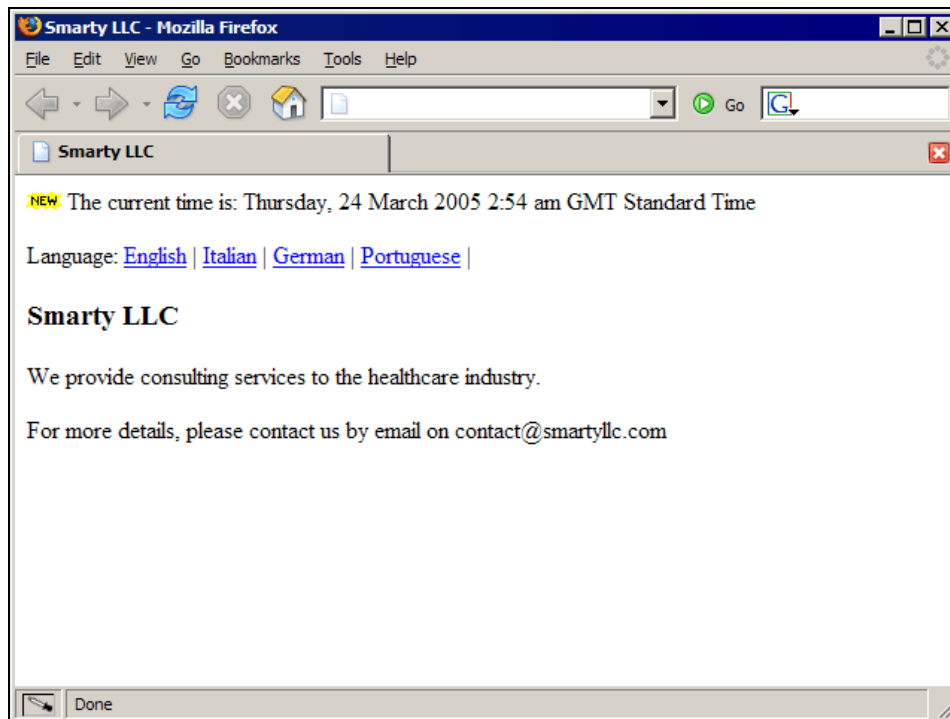 Smarty LLC - Mozilla Firefox
File Edit View Go Bookmarks Tools Help
Go G
Smarty LLC
NEW The current time is: Thursday, 24 March 2005 2:54 am GMT Standard Time
Language: English | Italian | German | Portuguese |
Smarty LLC
We provide consulting services to the healthcare industry.
For more details, please contact us by email on contact@smartyllc.com
Done